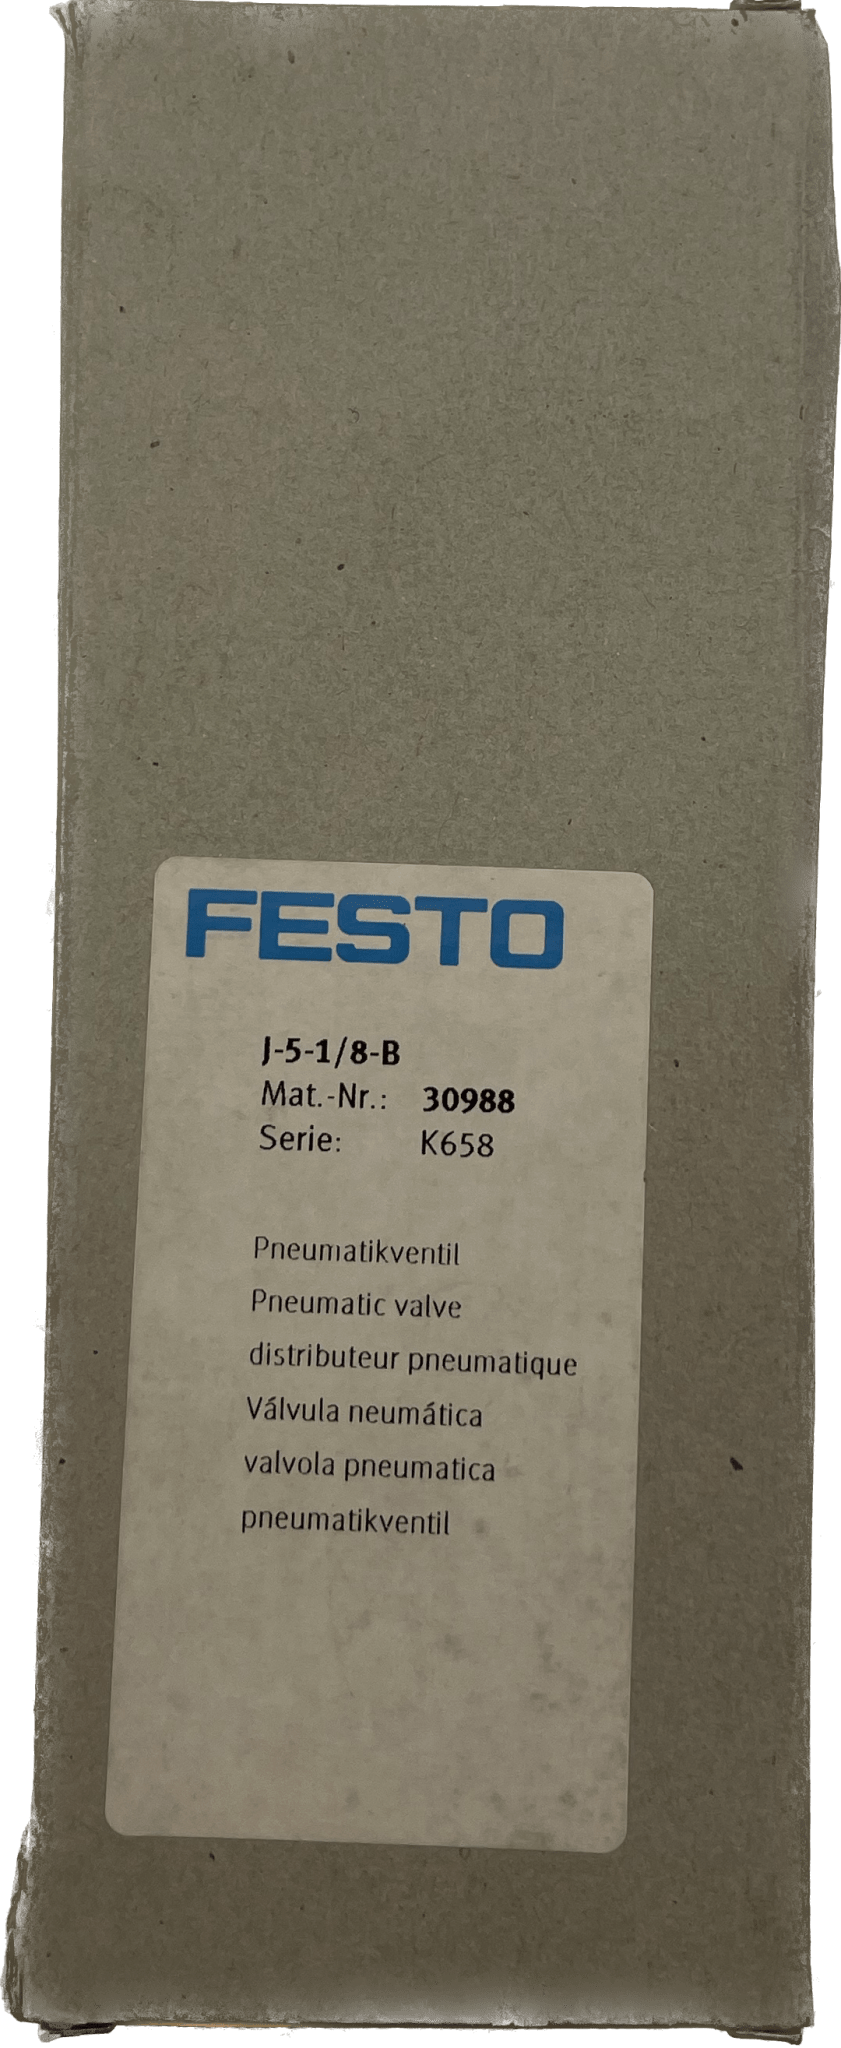 FESTO
J-5-1/8-B
Mat.-Nr.: 30988
Serie: K658
Pneumatikventil
Pneumatic valve
distributeur pneumatique
Válvula neumática
valvola pneumatica
pneumatikventil